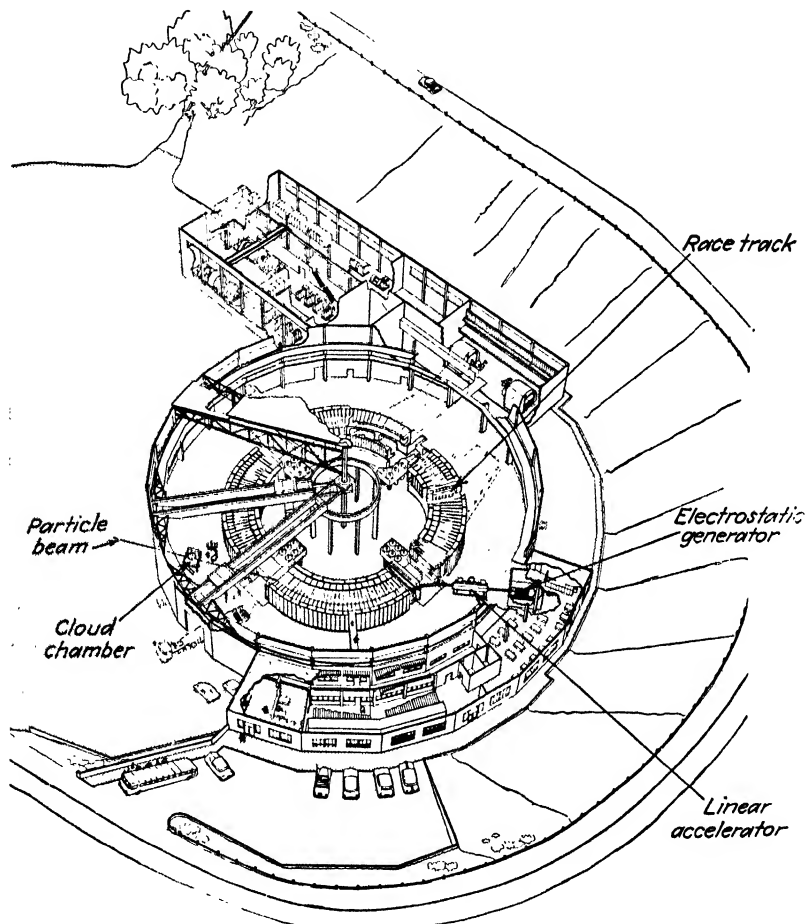 Race track
Electrostatic
generator
Particle
beam
Cloud
chamber
Linear
accelerator